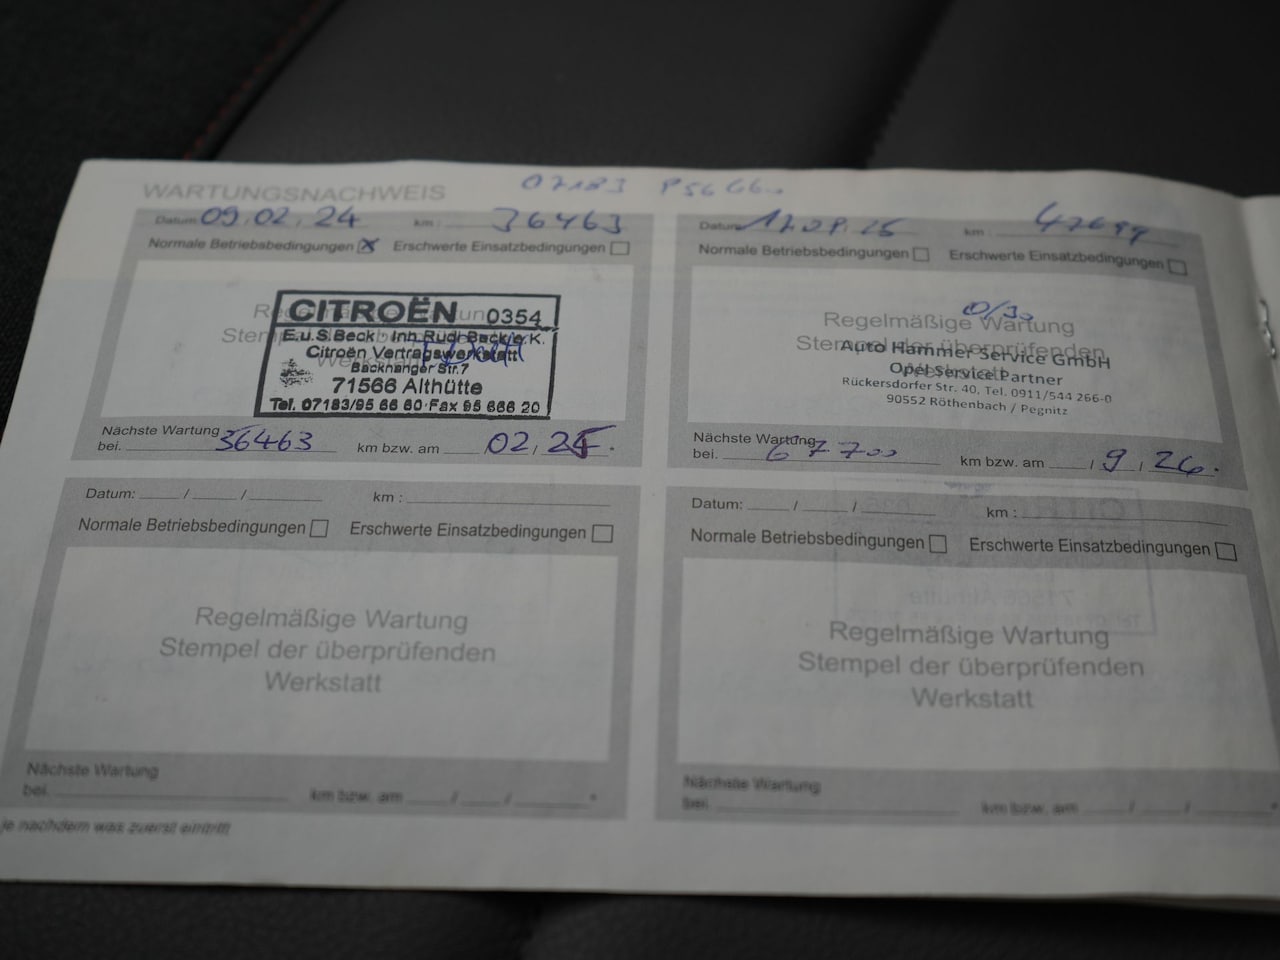 WARTUNGSNACHWEIS
Datum 09.02.24 km: 36463
Normale Betriebsbedingungen Erschwerte Einsatzbedingungen
CITROËN 0354
E.u.S.Beck Inh. Rudi Beck e.K.
Citroën Vertragswerkstatt
Backnanger Str.7
71566 Althütte
Tel. 07183/95 66 60·Fax 95 666 20
Nächste Wartung
bei. 36463 km bzw. am 02.25.
Datum km:
Normale Betriebsbedingungen Erschwerte Einsatzbedingungen
Regelmäßige Wartung
Stempel der überprüfenden
Auto Hammer Service GmbH
Opel Service Partner
Rückersdorfer Str. 40, Tel. 0911/544 266-0
90552 Röthenbach / Pegnitz
Nächste Wartung
bei. 67700 km bzw. am / 9 / 26.
Datum: / / km :
Normale Betriebsbedingungen Erschwerte Einsatzbedingungen
Regelmäßige Wartung
Stempel der überprüfenden
Werkstatt
Nächste Wartung
bei. km bzw. am / / *
Datum: / / km :
Normale Betriebsbedingungen Erschwerte Einsatzbedingungen
Regelmäßige Wartung
Stempel der überprüfenden
Werkstatt
Nächste Wartung
bei. km bzw. am / / *
je nachdem was zuerst eintritt